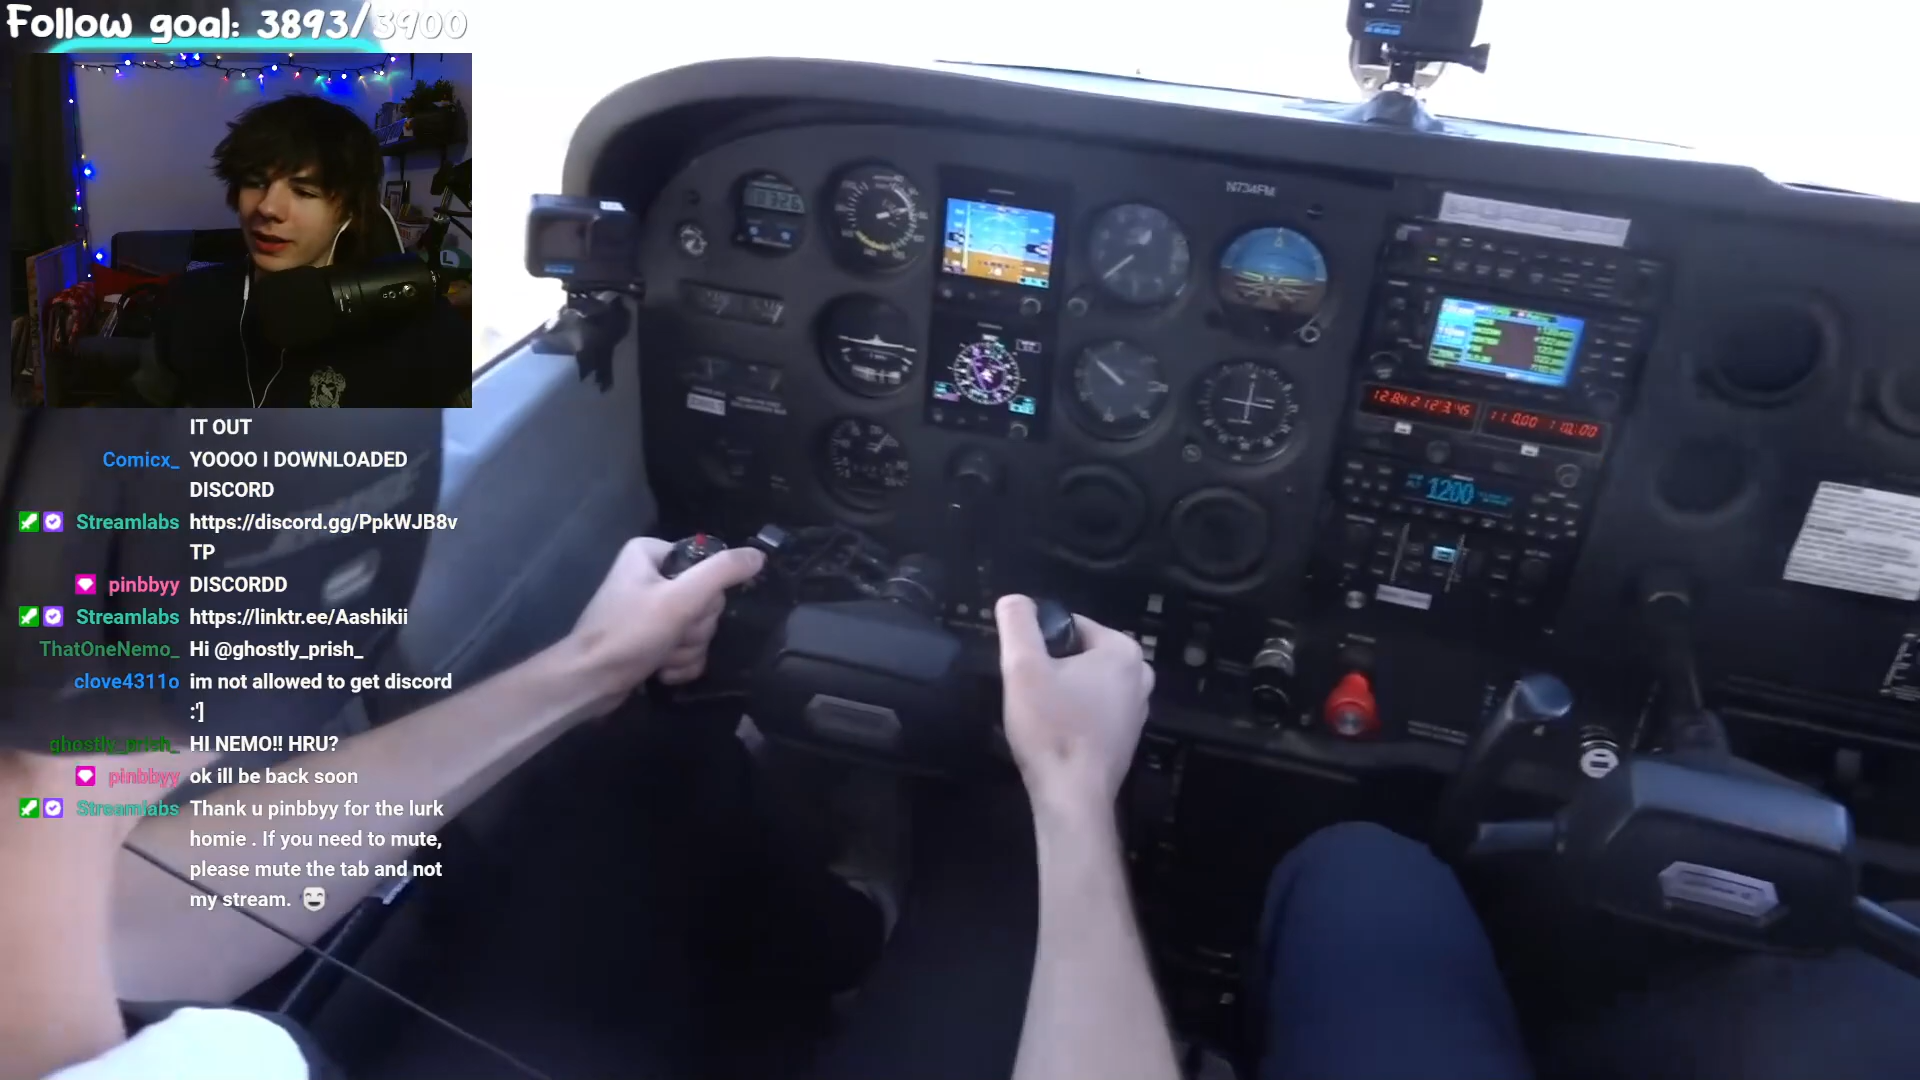 Follow goal: 3893/3900
IT OUT
Comicx_ YOOOO I DOWNLOADED
DISCORD
Streamlabs https://discord.gg/PpkWJB8v
TP
pinbbyy DISCORDD
Streamlabs https://linktr.ee/Aashikii
ThatOneNemo_ Hi @ghostly_prish_
clove4311o im not allowed to get discord
:']
ghostly_prish_ HI NEMO!! HRU?
pinbbyy ok ill be back soon
Streamlabs Thank u pinbbyy for the lurk
homie . If you need to mute,
please mute the tab and not
my stream.
N734FM
1200